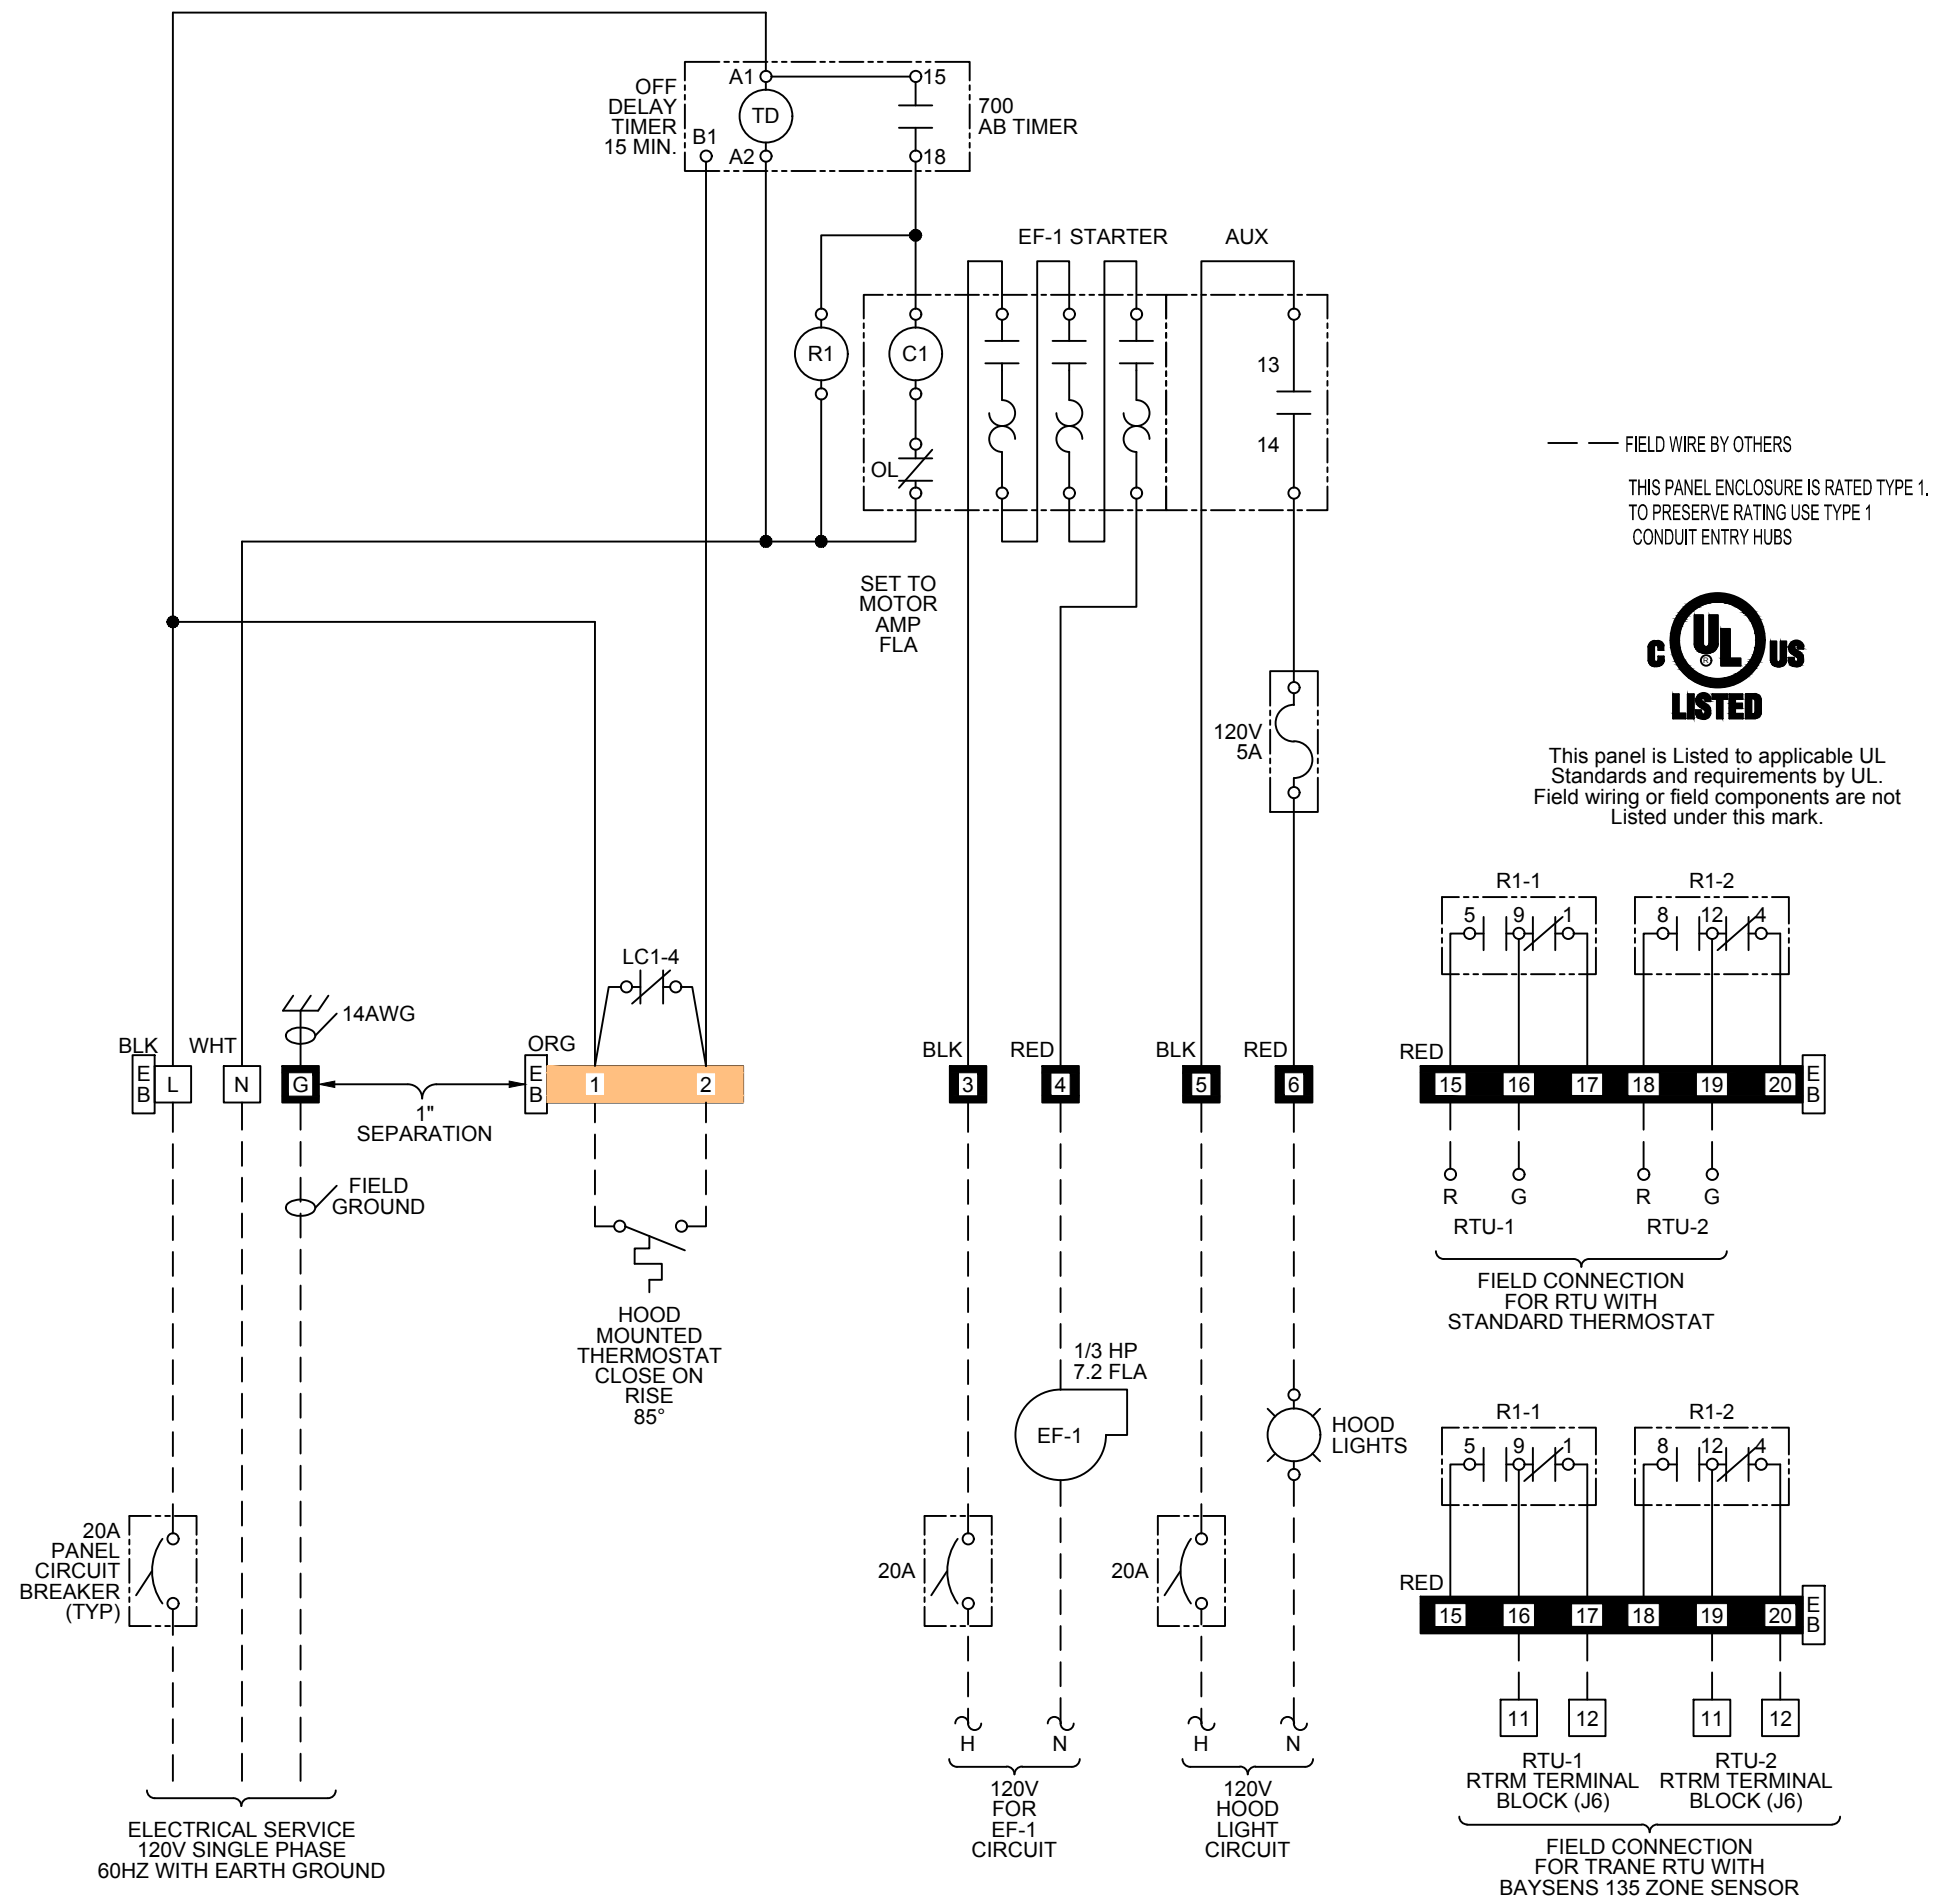 OFF
DELAY
TIMER
15 MIN.
A1
15
TD
B1
A2
18
700
AB TIMER
EF-1 STARTER
AUX
R1
C1
OL
13
14
SET TO
MOTOR
AMP
FLA
120V
5A
FIELD WIRE BY OTHERS
THIS PANEL ENCLOSURE IS RATED TYPE 1.
TO PRESERVE RATING USE TYPE 1
CONDUIT ENTRY HUBS
C UL US
®
LISTED
This panel is Listed to applicable UL
Standards and requirements by UL.
Field wiring or field components are not
Listed under this mark.
LC1-4
14AWG
BLK
WHT
ORG
EB
L
N
G
EB
1
2
1"
SEPARATION
FIELD
GROUND
HOOD
MOUNTED
THERMOSTAT
CLOSE ON
RISE
85°
20A
PANEL
CIRCUIT
BREAKER
(TYP)
ELECTRICAL SERVICE
120V SINGLE PHASE
60HZ WITH EARTH GROUND
BLK
RED
BLK
RED
3
4
5
6
1/3 HP
7.2 FLA
EF-1
HOOD
LIGHTS
20A
20A
H
N
H
N
120V
FOR
EF-1
CIRCUIT
120V
HOOD
LIGHT
CIRCUIT
R1-1
R1-2
5 9 1
8 12 4
RED
15 16 17 18 19 20
EB
R
G
R
G
RTU-1
RTU-2
FIELD CONNECTION
FOR RTU WITH
STANDARD THERMOSTAT
R1-1
R1-2
5 9 1
8 12 4
RED
15 16 17 18 19 20
EB
11
12
11
12
RTU-1
RTRM TERMINAL
BLOCK (J6)
RTU-2
RTRM TERMINAL
BLOCK (J6)
FIELD CONNECTION
FOR TRANE RTU WITH
BAYSENS 135 ZONE SENSOR